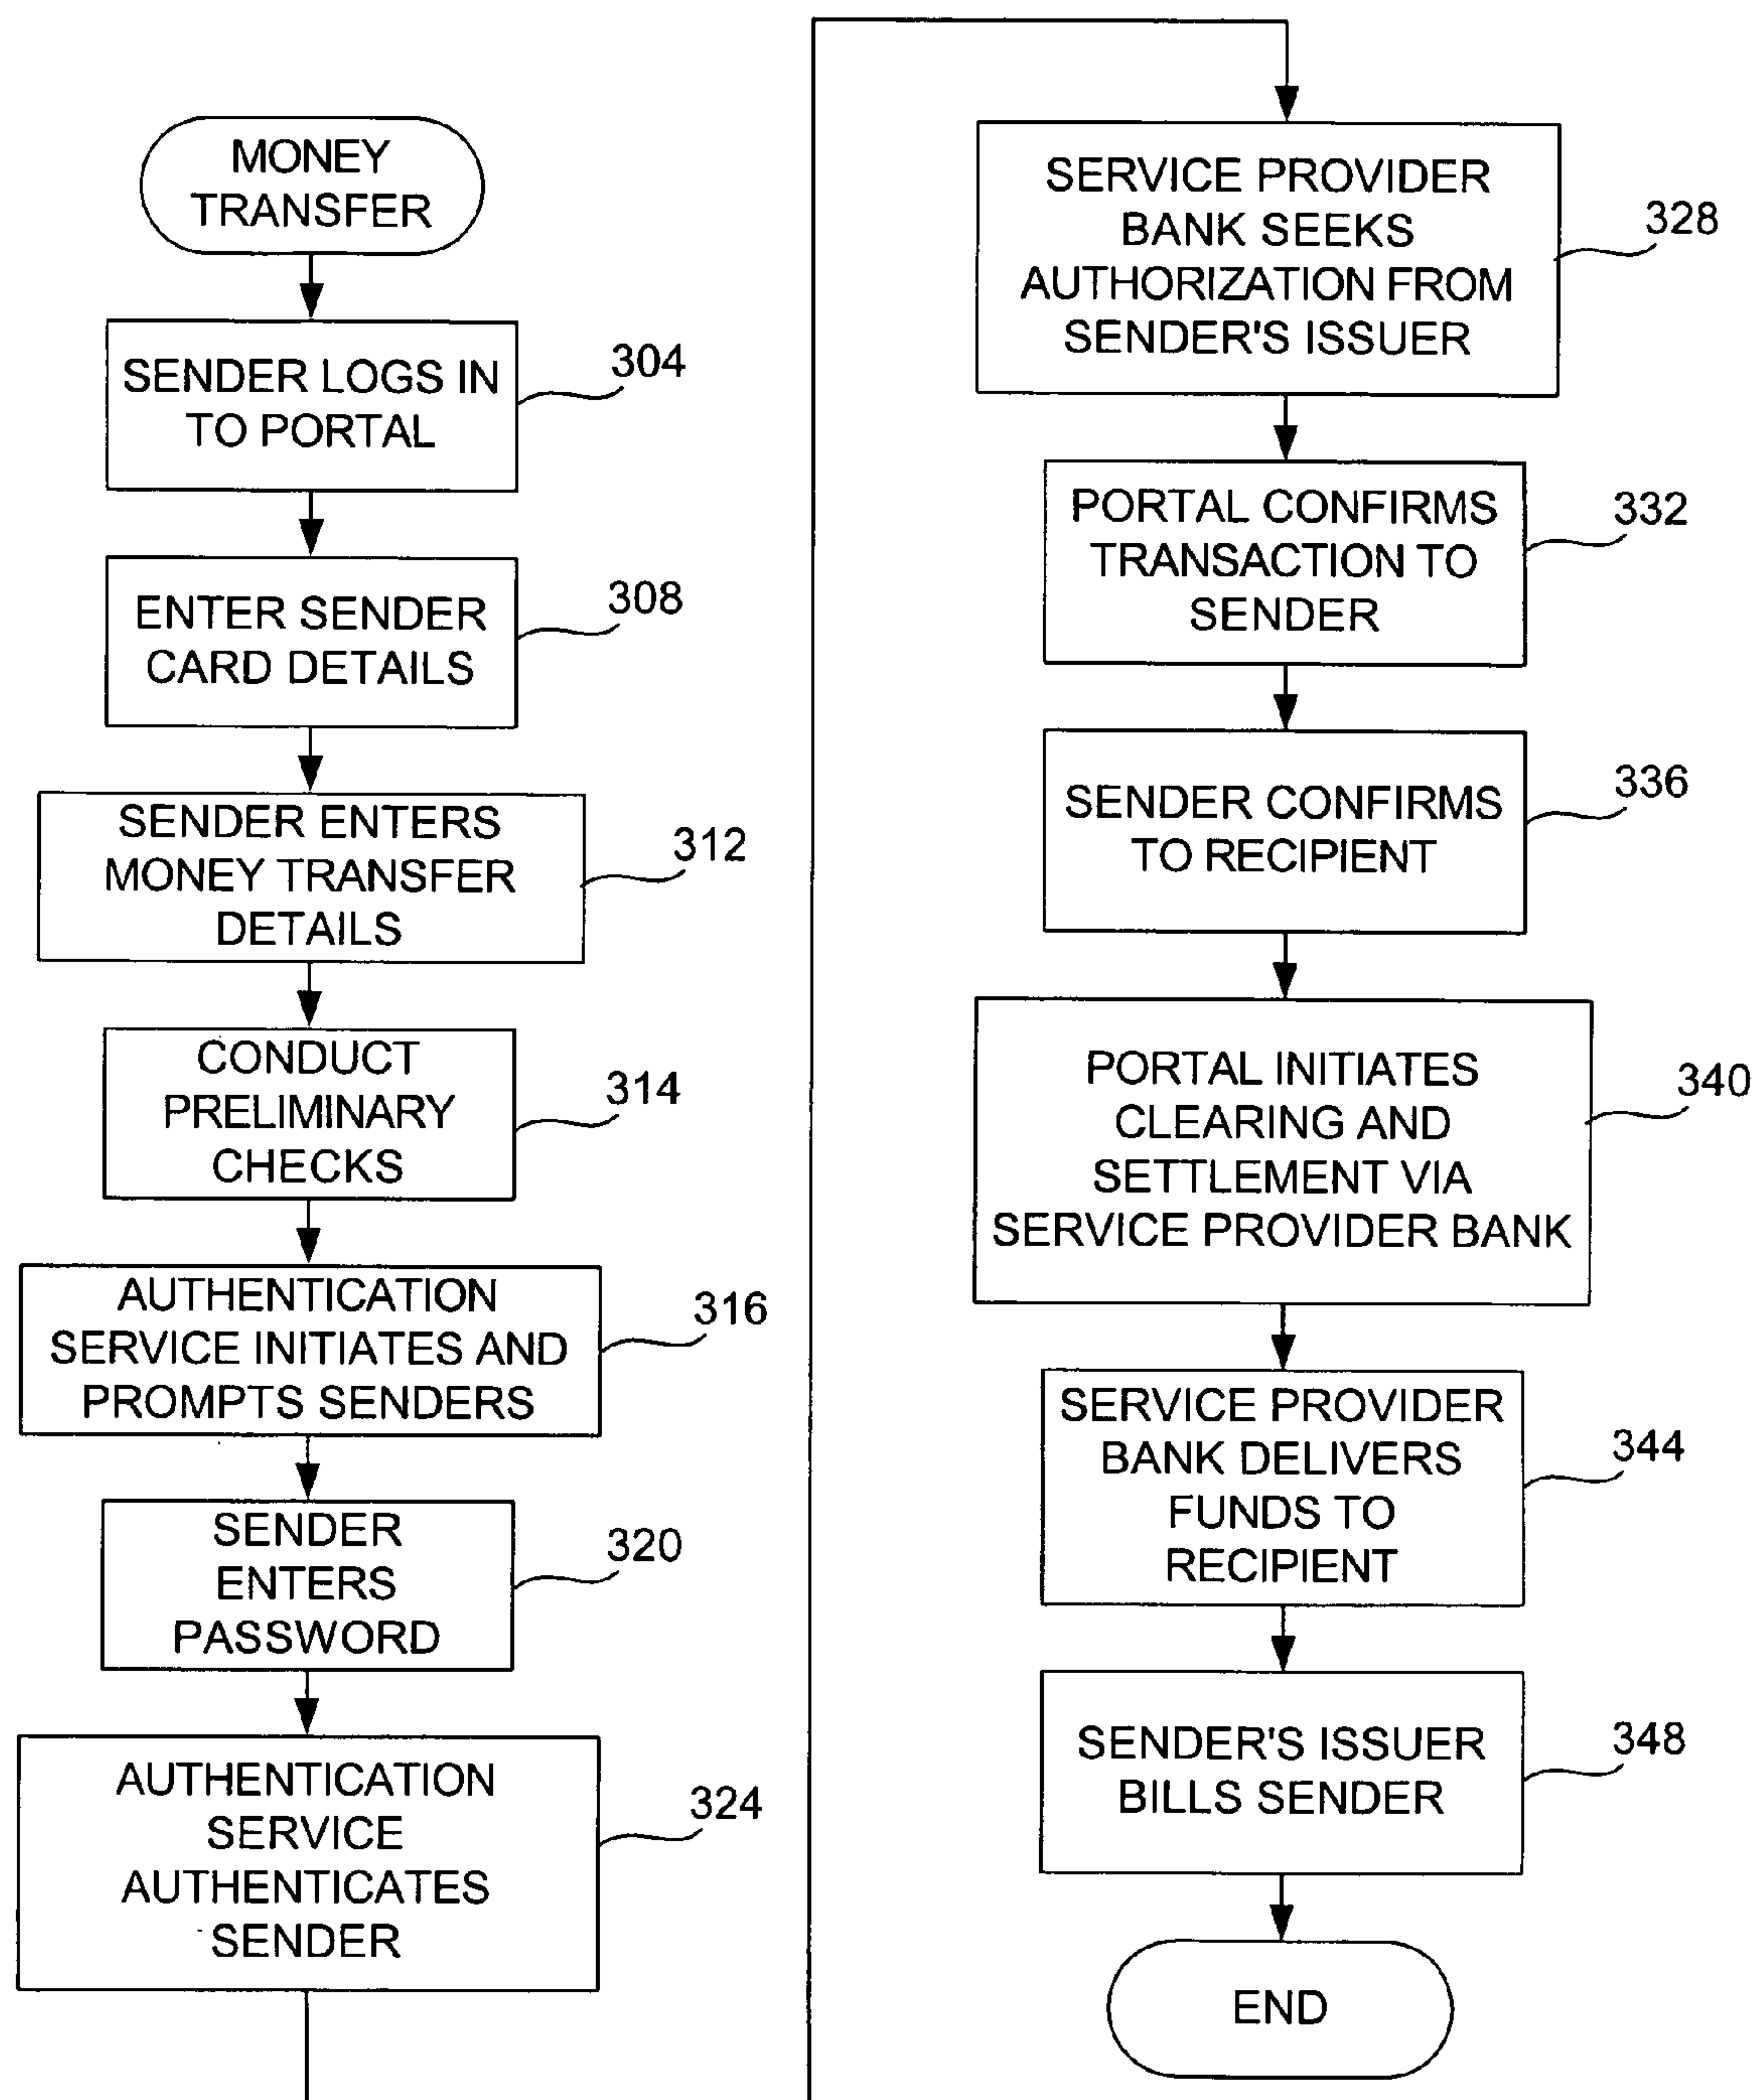 MONEY
TRANSFER
SENDER LOGS IN
TO PORTAL
304
ENTER SENDER
CARD DETAILS
308
SENDER ENTERS
MONEY TRANSFER
DETAILS
312
CONDUCT
PRELIMINARY
CHECKS
314
AUTHENTICATION
SERVICE INITIATES AND
PROMPTS SENDERS
316
SENDER
ENTERS
PASSWORD
320
AUTHENTICATION
SERVICE
AUTHENTICATES
SENDER
324
SERVICE PROVIDER
BANK SEEKS
AUTHORIZATION FROM
SENDER'S ISSUER
328
PORTAL CONFIRMS
TRANSACTION TO
SENDER
332
SENDER CONFIRMS
TO RECIPIENT
336
PORTAL INITIATES
CLEARING AND
SETTLEMENT VIA
SERVICE PROVIDER BANK
340
SERVICE PROVIDER
BANK DELIVERS
FUNDS TO
RECIPIENT
344
SENDER'S ISSUER
BILLS SENDER
348
END